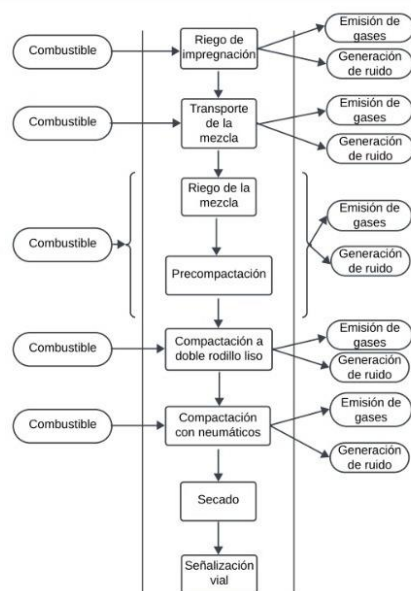 Combustible
Riego de
impregnación
Emisión de
gases
Generación
de ruido
Combustible
Transporte
de la
mezcla
Emisión de
gases
Generación
de ruido
Combustible
Riego de la
mezcla
Precompactación
Emisión de
gases
Generación
de ruido
Combustible
Compactación a
doble rodillo liso
Emisión de
gases
Generación
de ruido
Combustible
Compactación
con neumáticos
Emisión de
gases
Generación
de ruido
Secado
Señalización
vial